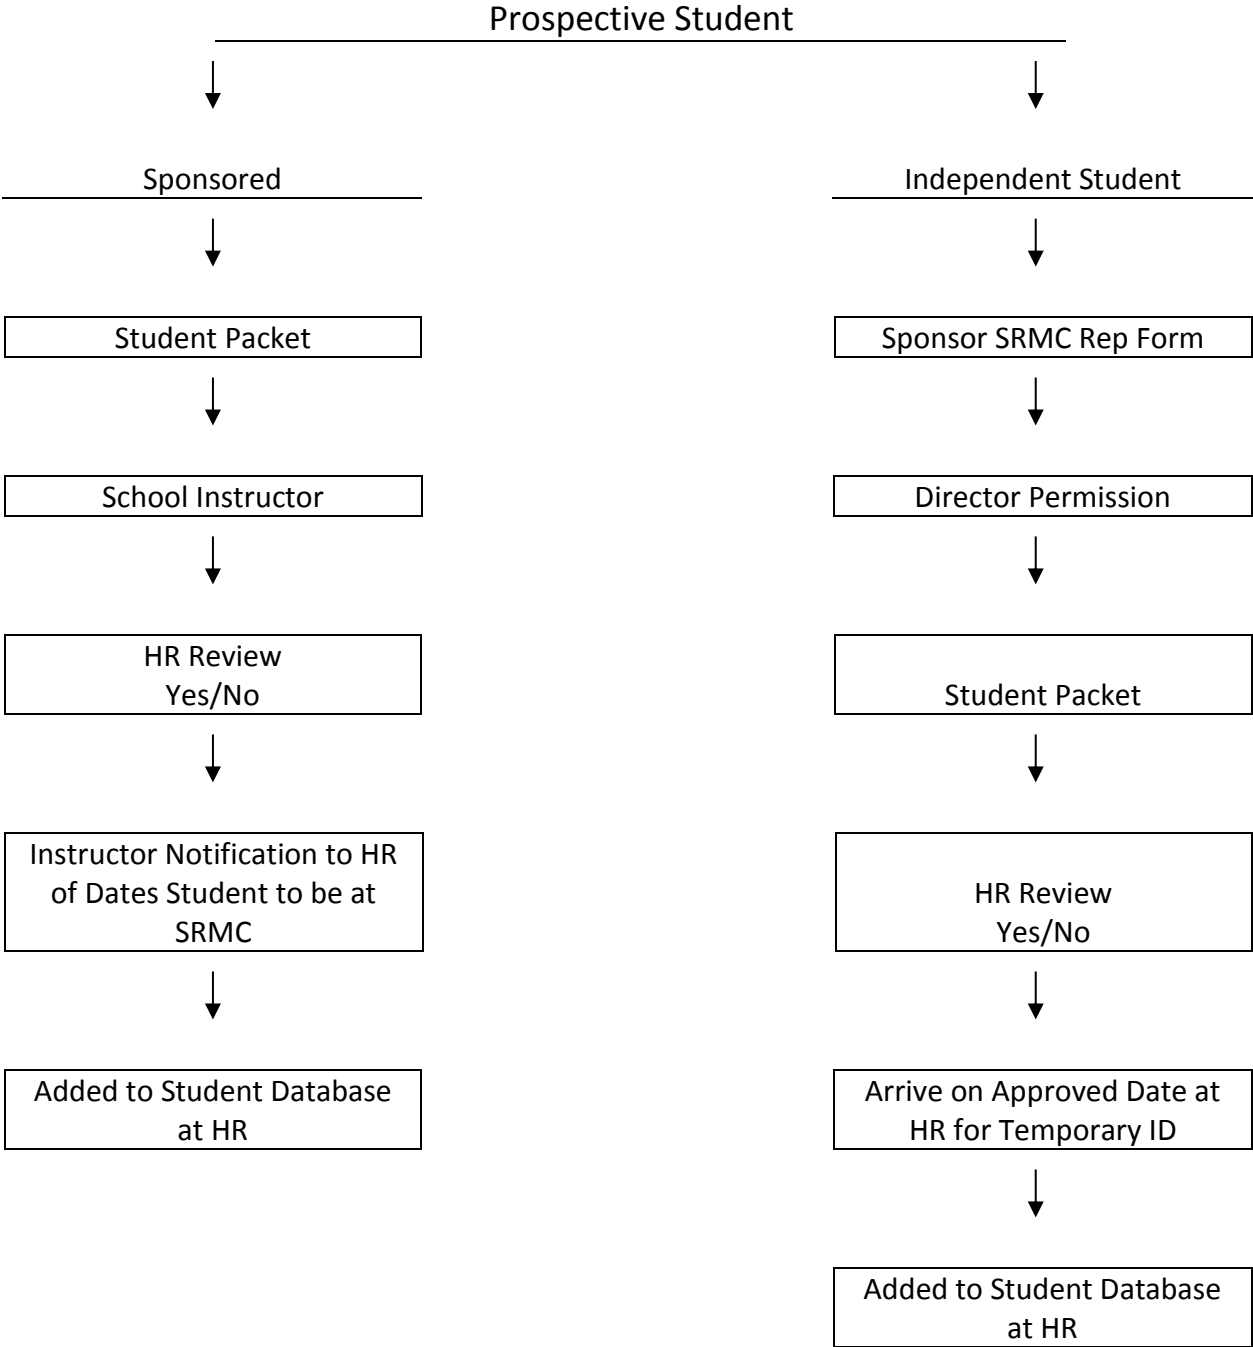 Prospective Student
Sponsored
Independent Student
Student Packet
Sponsor SRMC Rep Form
School Instructor
Director Permission
HR Review
Yes/No
Student Packet
Instructor Notification to HR
of Dates Student to be at
SRMC
HR Review
Yes/No
Added to Student Database
at HR
Arrive on Approved Date at
HR for Temporary ID
Added to Student Database
at HR